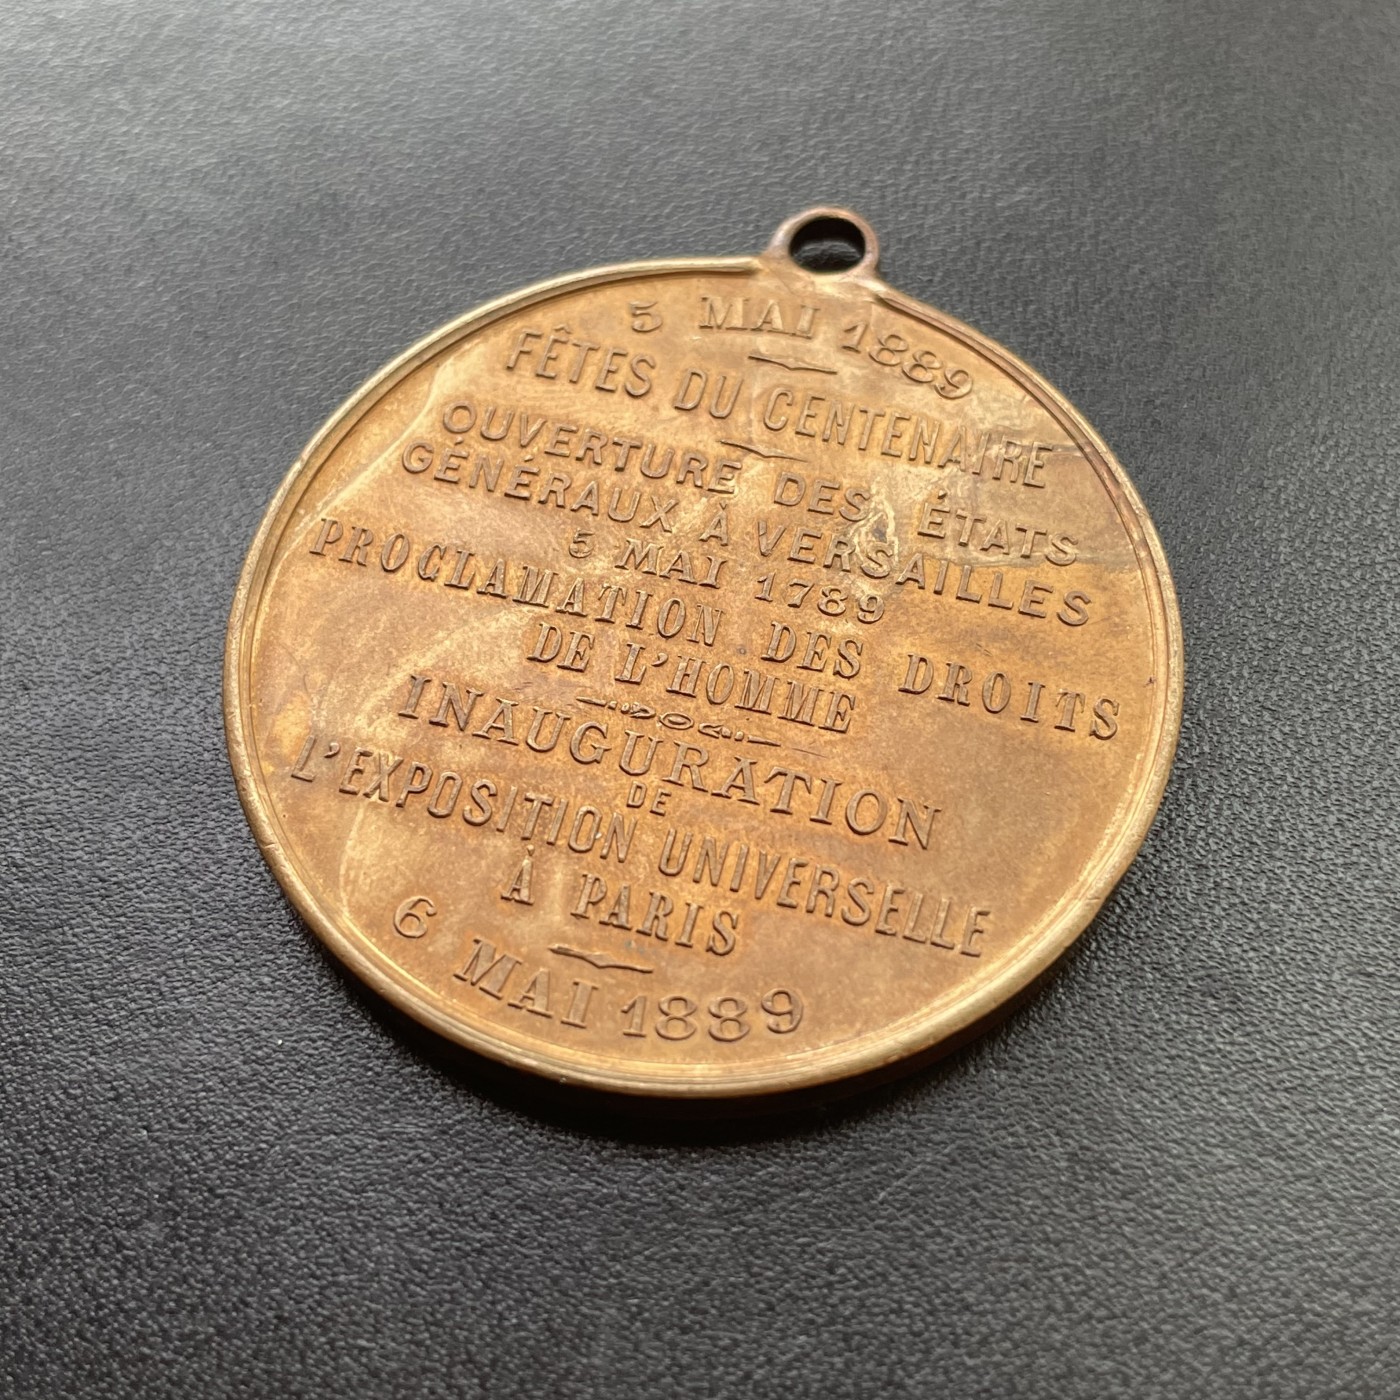 5 MAI 1889
FÊTES DU CENTENAIRE
OUVERTURE DES ÉTATS
GÉNÉRAUX À VERSAILLES
5 MAI 1789
PROCLAMATION DES DROITS
DE L'HOMME
INAUGURATION
DE
L'EXPOSITION UNIVERSELLE
À PARIS
6 MAI 1889